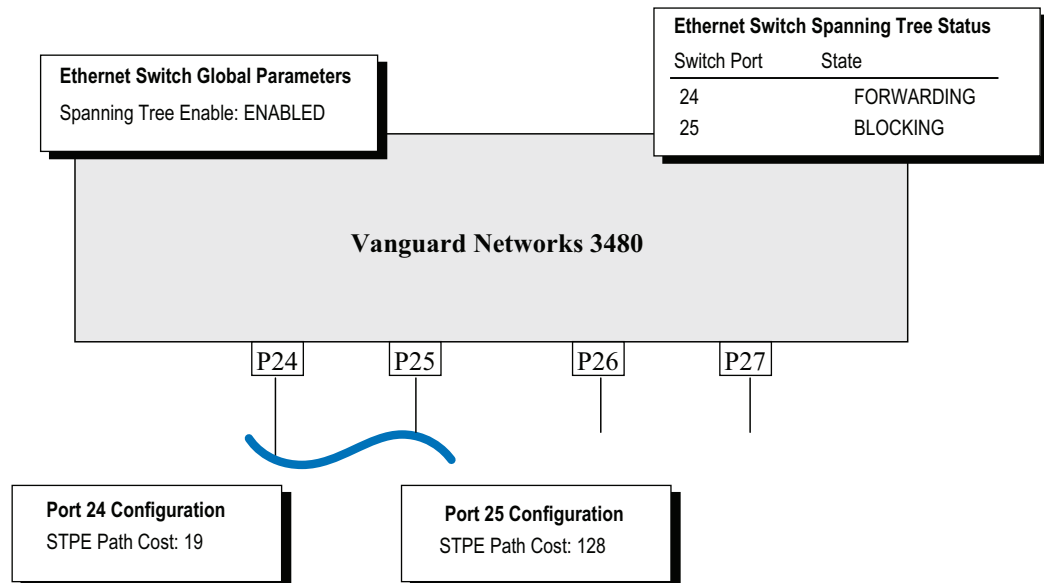 Ethernet Switch Global Parameters
Spanning Tree Enable: ENABLED
Ethernet Switch Spanning Tree Status
Switch Port State
24 FORWARDING
25 BLOCKING
Vanguard Networks 3480
P24 P25 P26 P27
Port 24 Configuration
STPE Path Cost: 19
Port 25 Configuration
STPE Path Cost: 128